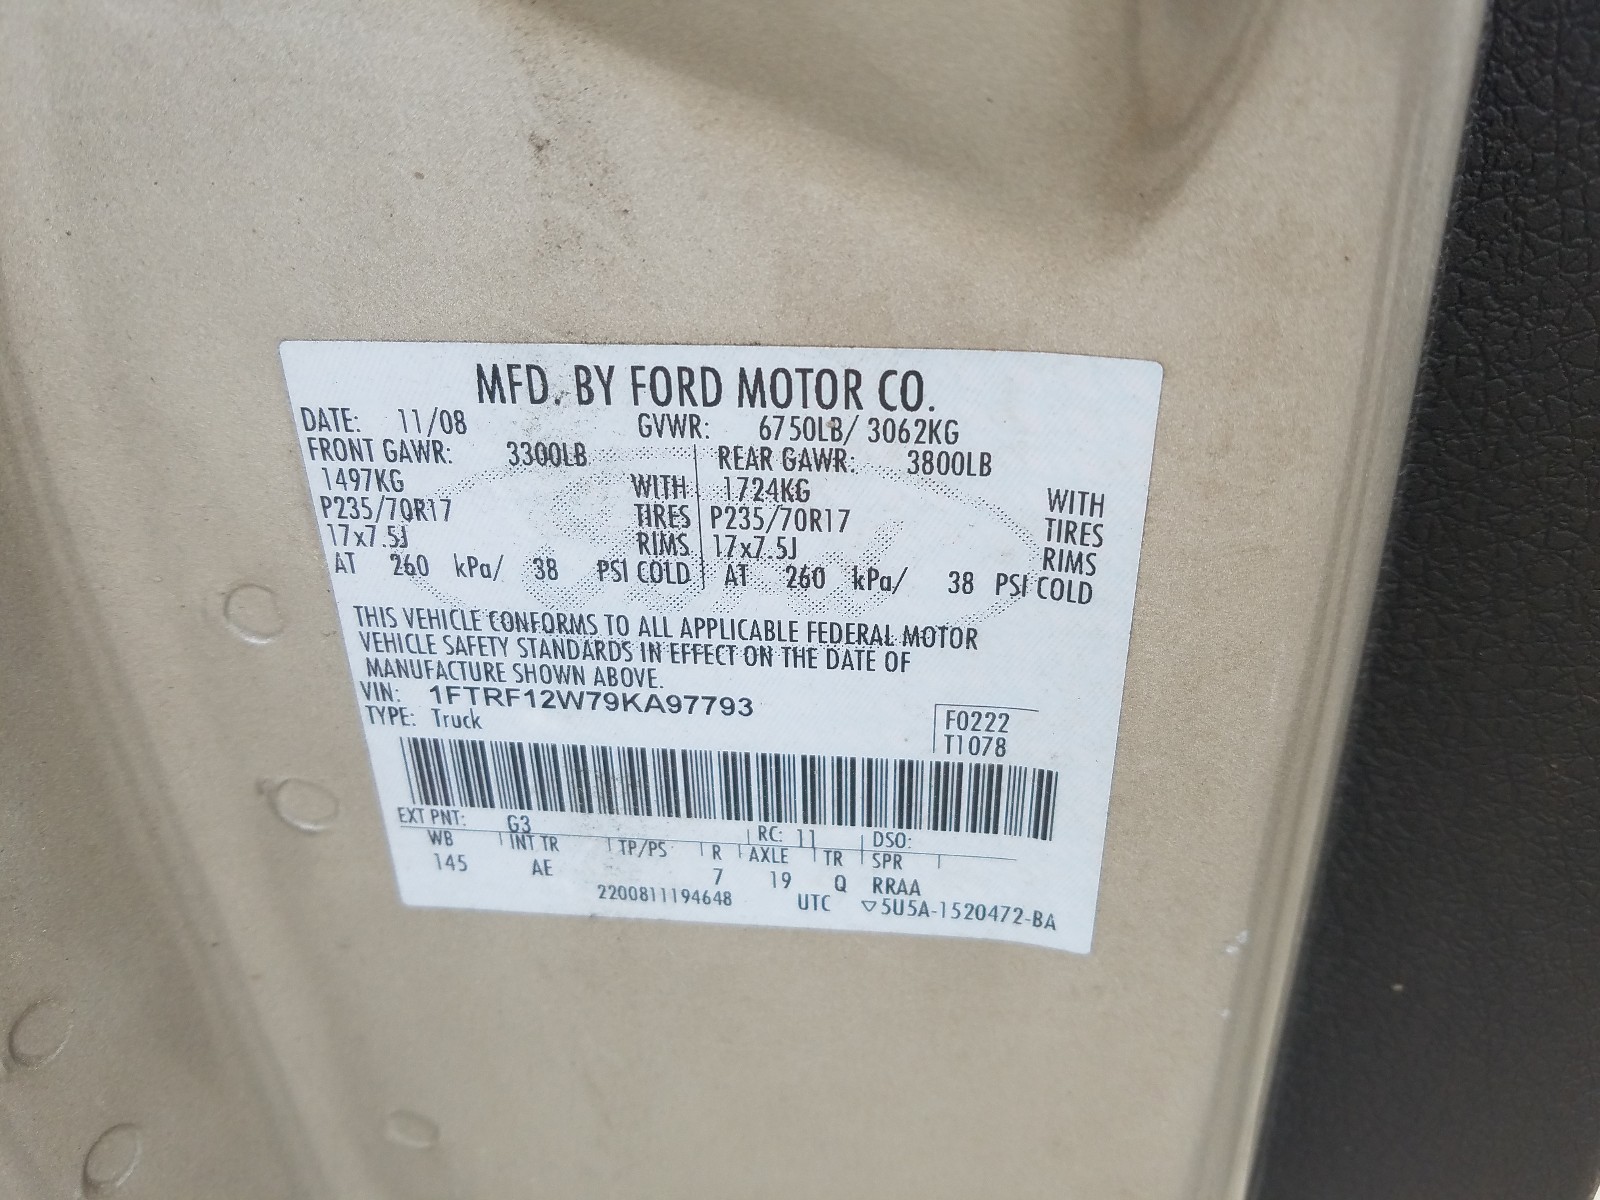 MFD. BY FORD MOTOR CO.
DATE: 11/08 GVWR: 6750LB/ 3062KG
FRONT GAWR: 3300LB REAR GAWR: 3800LB
1497KG WITH 1724KG WITH
P235/70R17 TIRES P235/70R17 TIRES
17x7.5J RIMS 17x7.5J RIMS
AT 260 kPa/ 38 PSI COLD AT 260 kPa/ 38 PSI COLD
THIS VEHICLE CONFORMS TO ALL APPLICABLE FEDERAL MOTOR
VEHICLE SAFETY STANDARDS IN EFFECT ON THE DATE OF
MANUFACTURE SHOWN ABOVE.
VIN: 1FTRF12W79KA97793
TYPE: Truck
F0222
T1078
EXT PNT: G3 RC: 11 DSO:
WB INT TR TP/PS R AXLE TR SPR
145 AE 7 19 Q RRAA
2200811194648 UTC ▽5U5A-1520472-BA